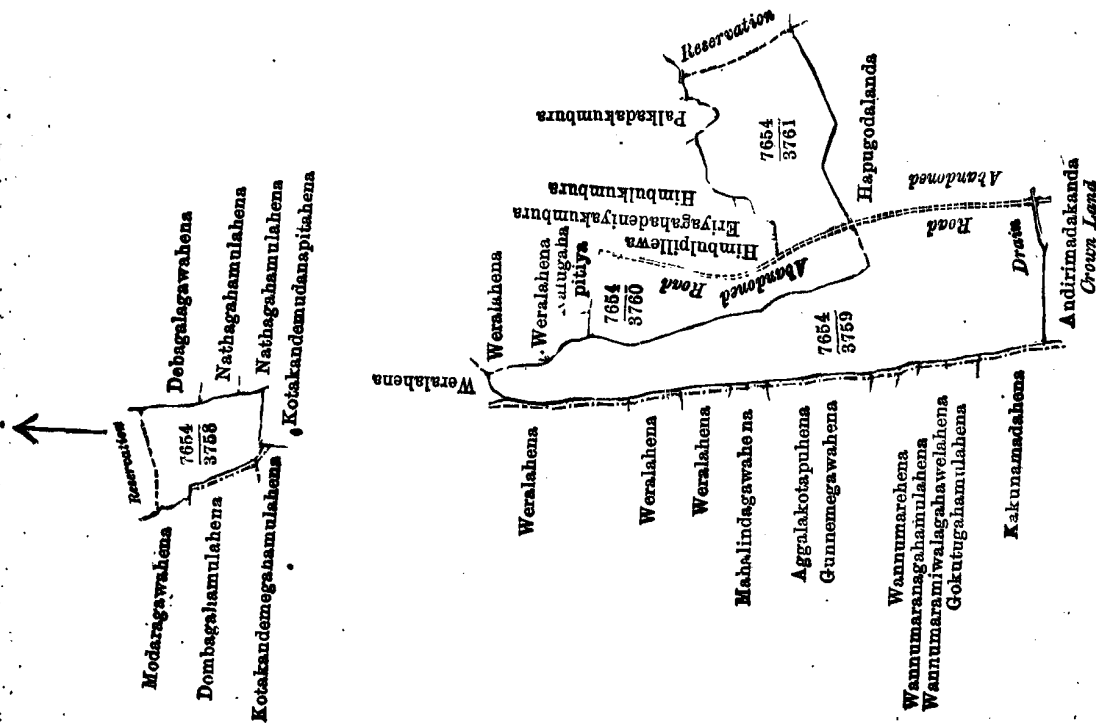 Reservation
Modaragawahena
Dombagahamulahena
Kotakandemegahamulahena
7654
3758
Debagalagawahena
Nathagahamulahena
Nathagahamulahena
Kotakandemudanapitahena
Weralahena
Weralahena
Weralahena
pitiya
7654
3760
Himbulpillewa
Eriyagahadeniyakumbura
Himbulkumbura
Palkadakumbura
Reservation
7654
3761
Hapugodalanda
Abandoned
Road
Abandoned
Road
7654
3759
Drain
Andirimadakanda
Crown Land
Weralahena
Weralahena
Weralahena
Mahalindagawahena
Aggalakotapuhena
Gunnemegawahena
Wannumarehena
Wannumaranagahamulahena
Wannumaramiwalagahawelahena
Gokutugahamulahena
Kakunamadahena